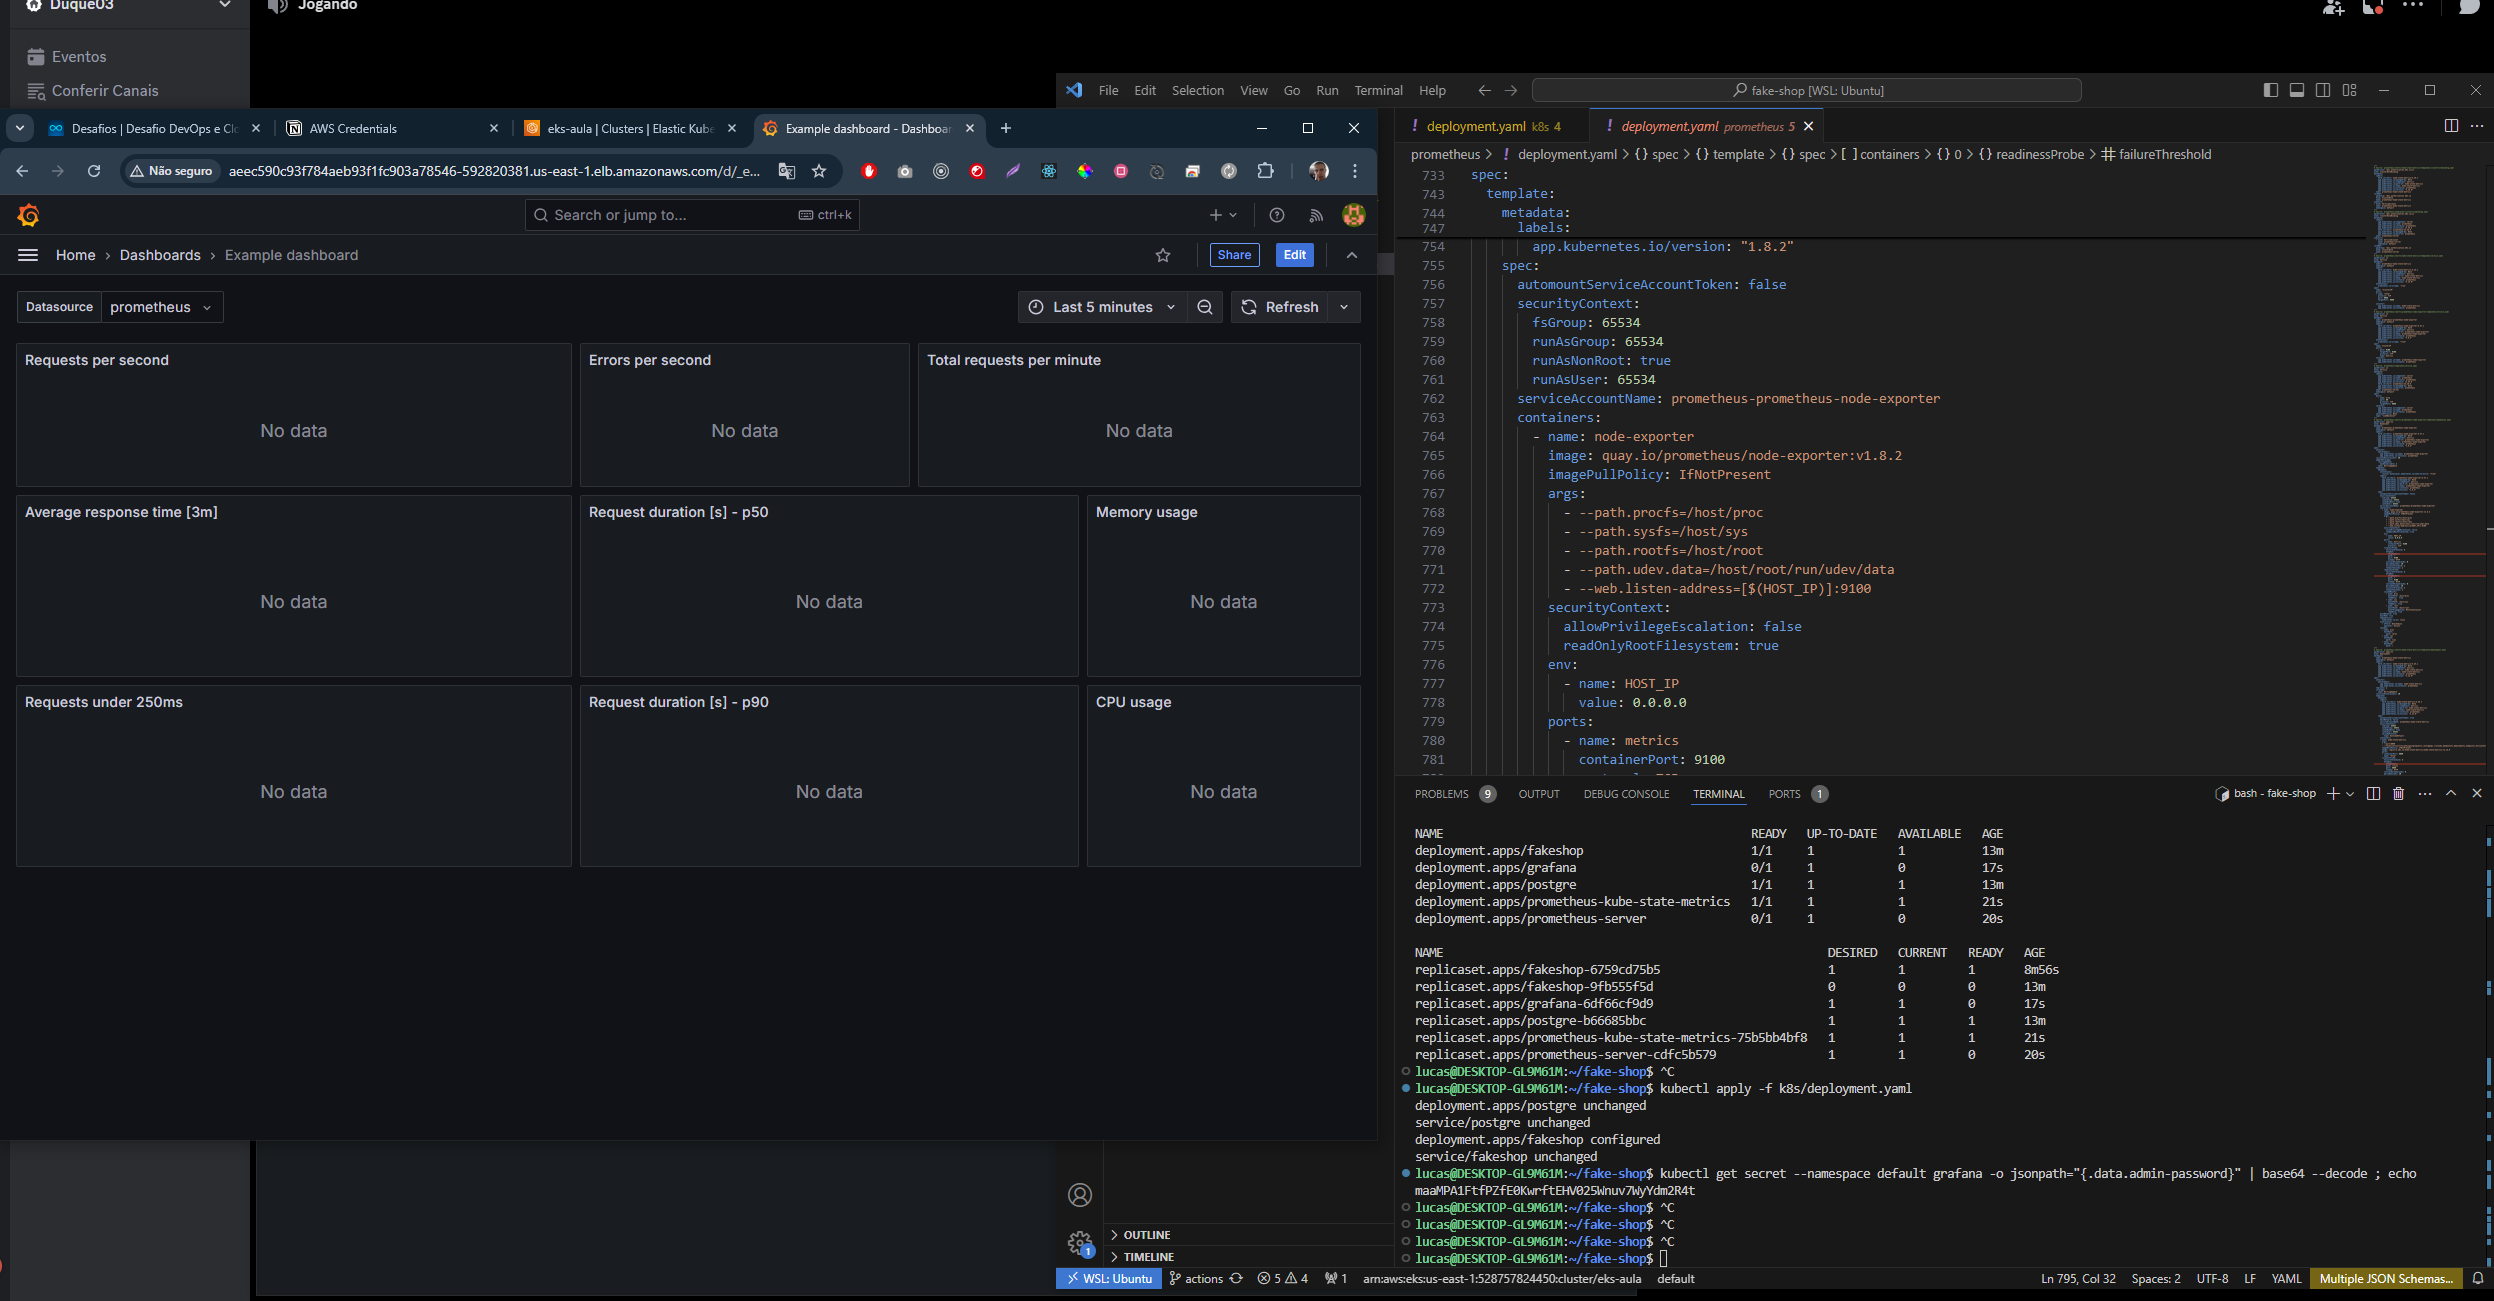 Duque03
Jogando
Eventos
Conferir Canais
File Edit Selection View Go Run Terminal Help
fake-shop [WSL: Ubuntu]
Desafios | Desafio DevOps e Clo
AWS Credentials
eks-aula | Clusters | Elastic Kube
Example dashboard - Dashboar
Não seguro
aeec590c93f784aeb93f1fc903a78546-592820381.us-east-1.elb.amazonaws.com/d/_e...
Search or jump to...
ctrl+k
Home › Dashboards › Example dashboard
Share
Edit
Datasource
prometheus
Last 5 minutes
Refresh
Requests per second
No data
Errors per second
No data
Total requests per minute
No data
Average response time [3m]
No data
Request duration [s] - p50
No data
Memory usage
No data
Requests under 250ms
No data
Request duration [s] - p90
No data
CPU usage
No data
! deployment.yaml k8s 4
! deployment.yaml prometheus 5
prometheus > ! deployment.yaml > {} spec > {} template > {} spec > [ ] containers > {} 0 > {} readinessProbe > failureThreshold
733 spec:
743 template:
744 metadata:
747 labels:
754 app.kubernetes.io/version: "1.8.2"
755 spec:
756 automountServiceAccountToken: false
757 securityContext:
758 fsGroup: 65534
759 runAsGroup: 65534
760 runAsNonRoot: true
761 runAsUser: 65534
762 serviceAccountName: prometheus-prometheus-node-exporter
763 containers:
764 - name: node-exporter
765 image: quay.io/prometheus/node-exporter:v1.8.2
766 imagePullPolicy: IfNotPresent
767 args:
768 - --path.procfs=/host/proc
769 - --path.sysfs=/host/sys
770 - --path.rootfs=/host/root
771 - --path.udev.data=/host/root/run/udev/data
772 - --web.listen-address=[$(HOST_IP)]:9100
773 securityContext:
774 allowPrivilegeEscalation: false
775 readOnlyRootFilesystem: true
776 env:
777 - name: HOST_IP
778 value: 0.0.0.0
779 ports:
780 - name: metrics
781 containerPort: 9100
PROBLEMS 9 OUTPUT DEBUG CONSOLE TERMINAL PORTS 1
bash - fake-shop
NAME READY UP-TO-DATE AVAILABLE AGE
deployment.apps/fakeshop 1/1 1 1 13m
deployment.apps/grafana 0/1 1 0 17s
deployment.apps/postgre 1/1 1 1 13m
deployment.apps/prometheus-kube-state-metrics 1/1 1 1 21s
deployment.apps/prometheus-server 0/1 1 0 20s
NAME DESIRED CURRENT READY AGE
replicaset.apps/fakeshop-6759cd75b5 1 1 1 8m56s
replicaset.apps/fakeshop-9fb555f5d 0 0 0 13m
replicaset.apps/grafana-6df66cf9d9 1 1 0 17s
replicaset.apps/postgre-b66685bbc 1 1 1 13m
replicaset.apps/prometheus-kube-state-metrics-75b5bb4bf8 1 1 1 21s
replicaset.apps/prometheus-server-cdfc5b579 1 1 0 20s
lucas@DESKTOP-GL9M61M:~/fake-shop$ ^C
lucas@DESKTOP-GL9M61M:~/fake-shop$ kubectl apply -f k8s/deployment.yaml
deployment.apps/postgre unchanged
service/postgre unchanged
deployment.apps/fakeshop configured
service/fakeshop unchanged
lucas@DESKTOP-GL9M61M:~/fake-shop$ kubectl get secret --namespace default grafana -o jsonpath="{.data.admin-password}" | base64 --decode ; echo
maaMPA1FtfPZfE0KwrftEHV025Wnuv7WyYdm2R4t
lucas@DESKTOP-GL9M61M:~/fake-shop$ ^C
lucas@DESKTOP-GL9M61M:~/fake-shop$ ^C
lucas@DESKTOP-GL9M61M:~/fake-shop$ ^C
lucas@DESKTOP-GL9M61M:~/fake-shop$
1
OUTLINE
TIMELINE
WSL: Ubuntu actions 5 4 1 arn:aws:eks:us-east-1:528757824450:cluster/eks-aula default
Ln 795, Col 32 Spaces: 2 UTF-8 LF YAML Multiple JSON Schemas...